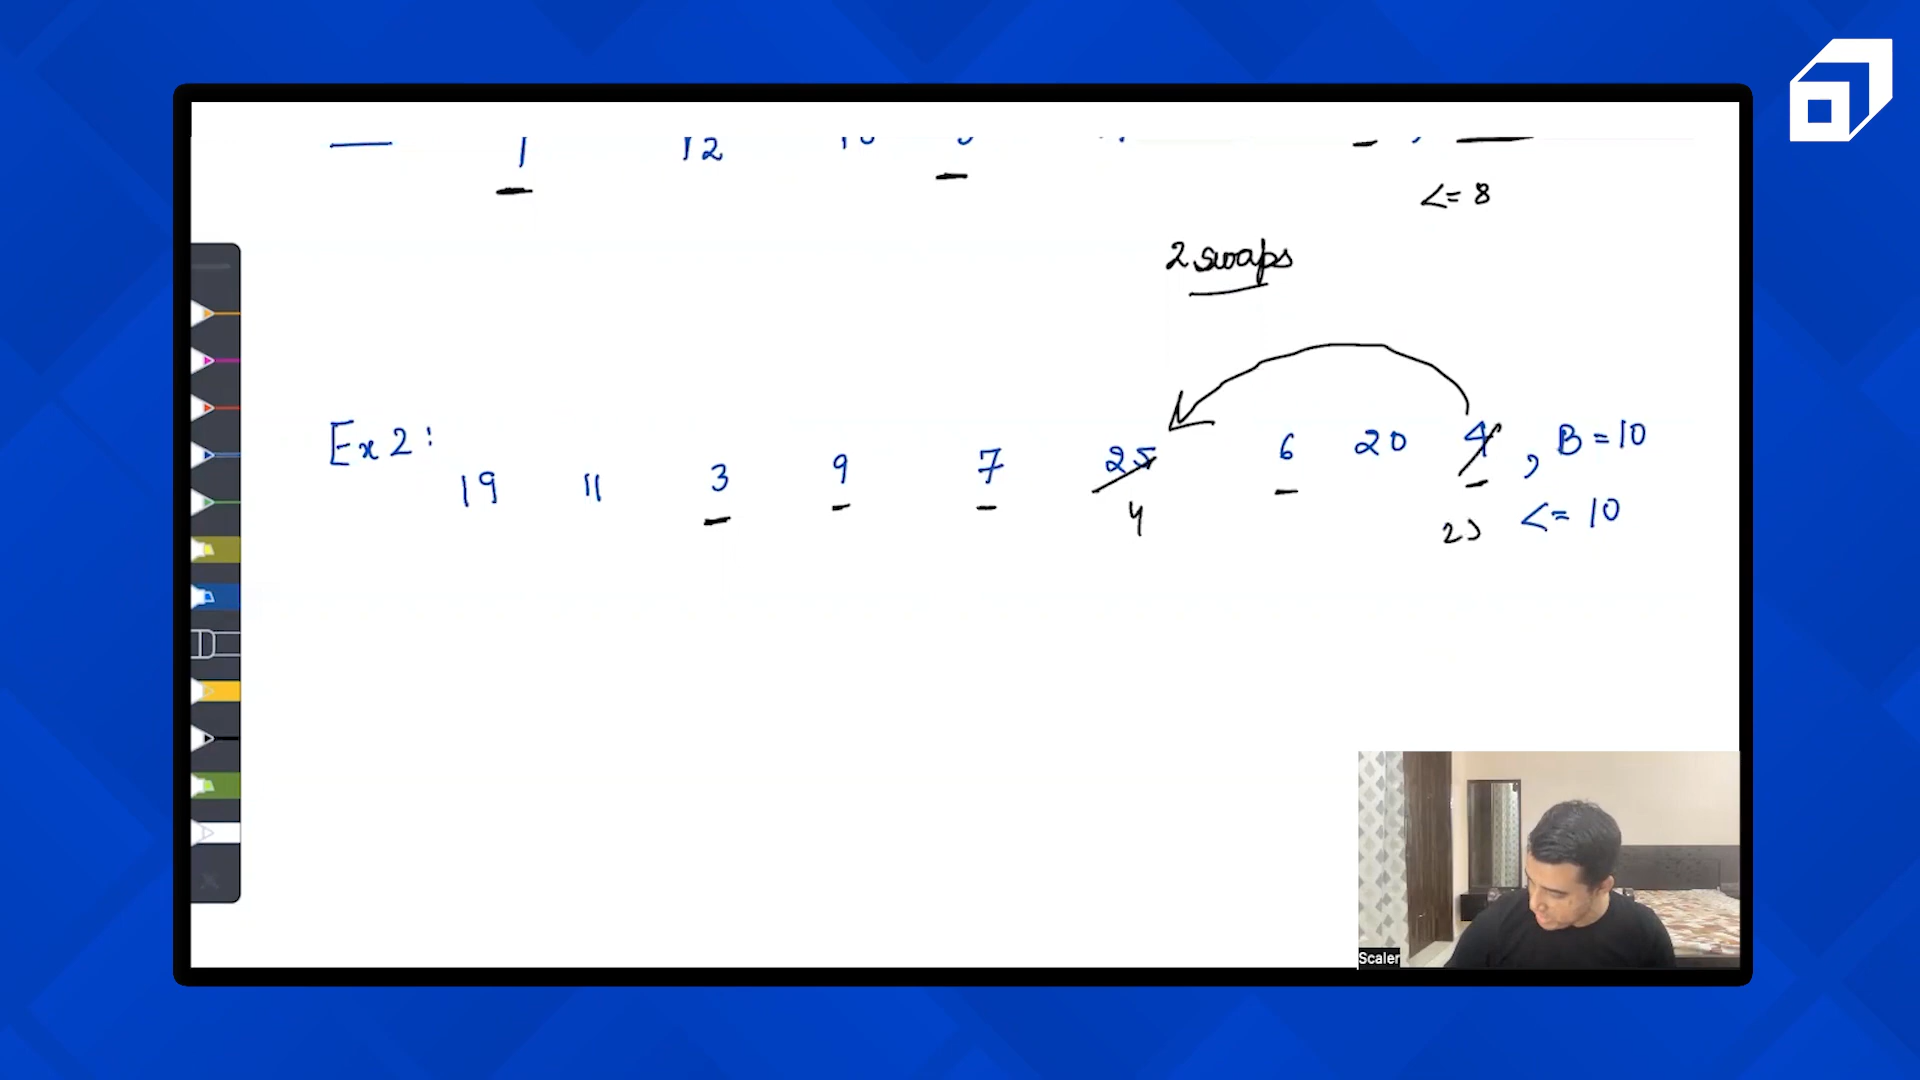 1 12
<= 8
2 swaps
Ex 2: 19 11 3 9 7 25 6 20 4 , B = 10
4 25 <= 10
Scaler